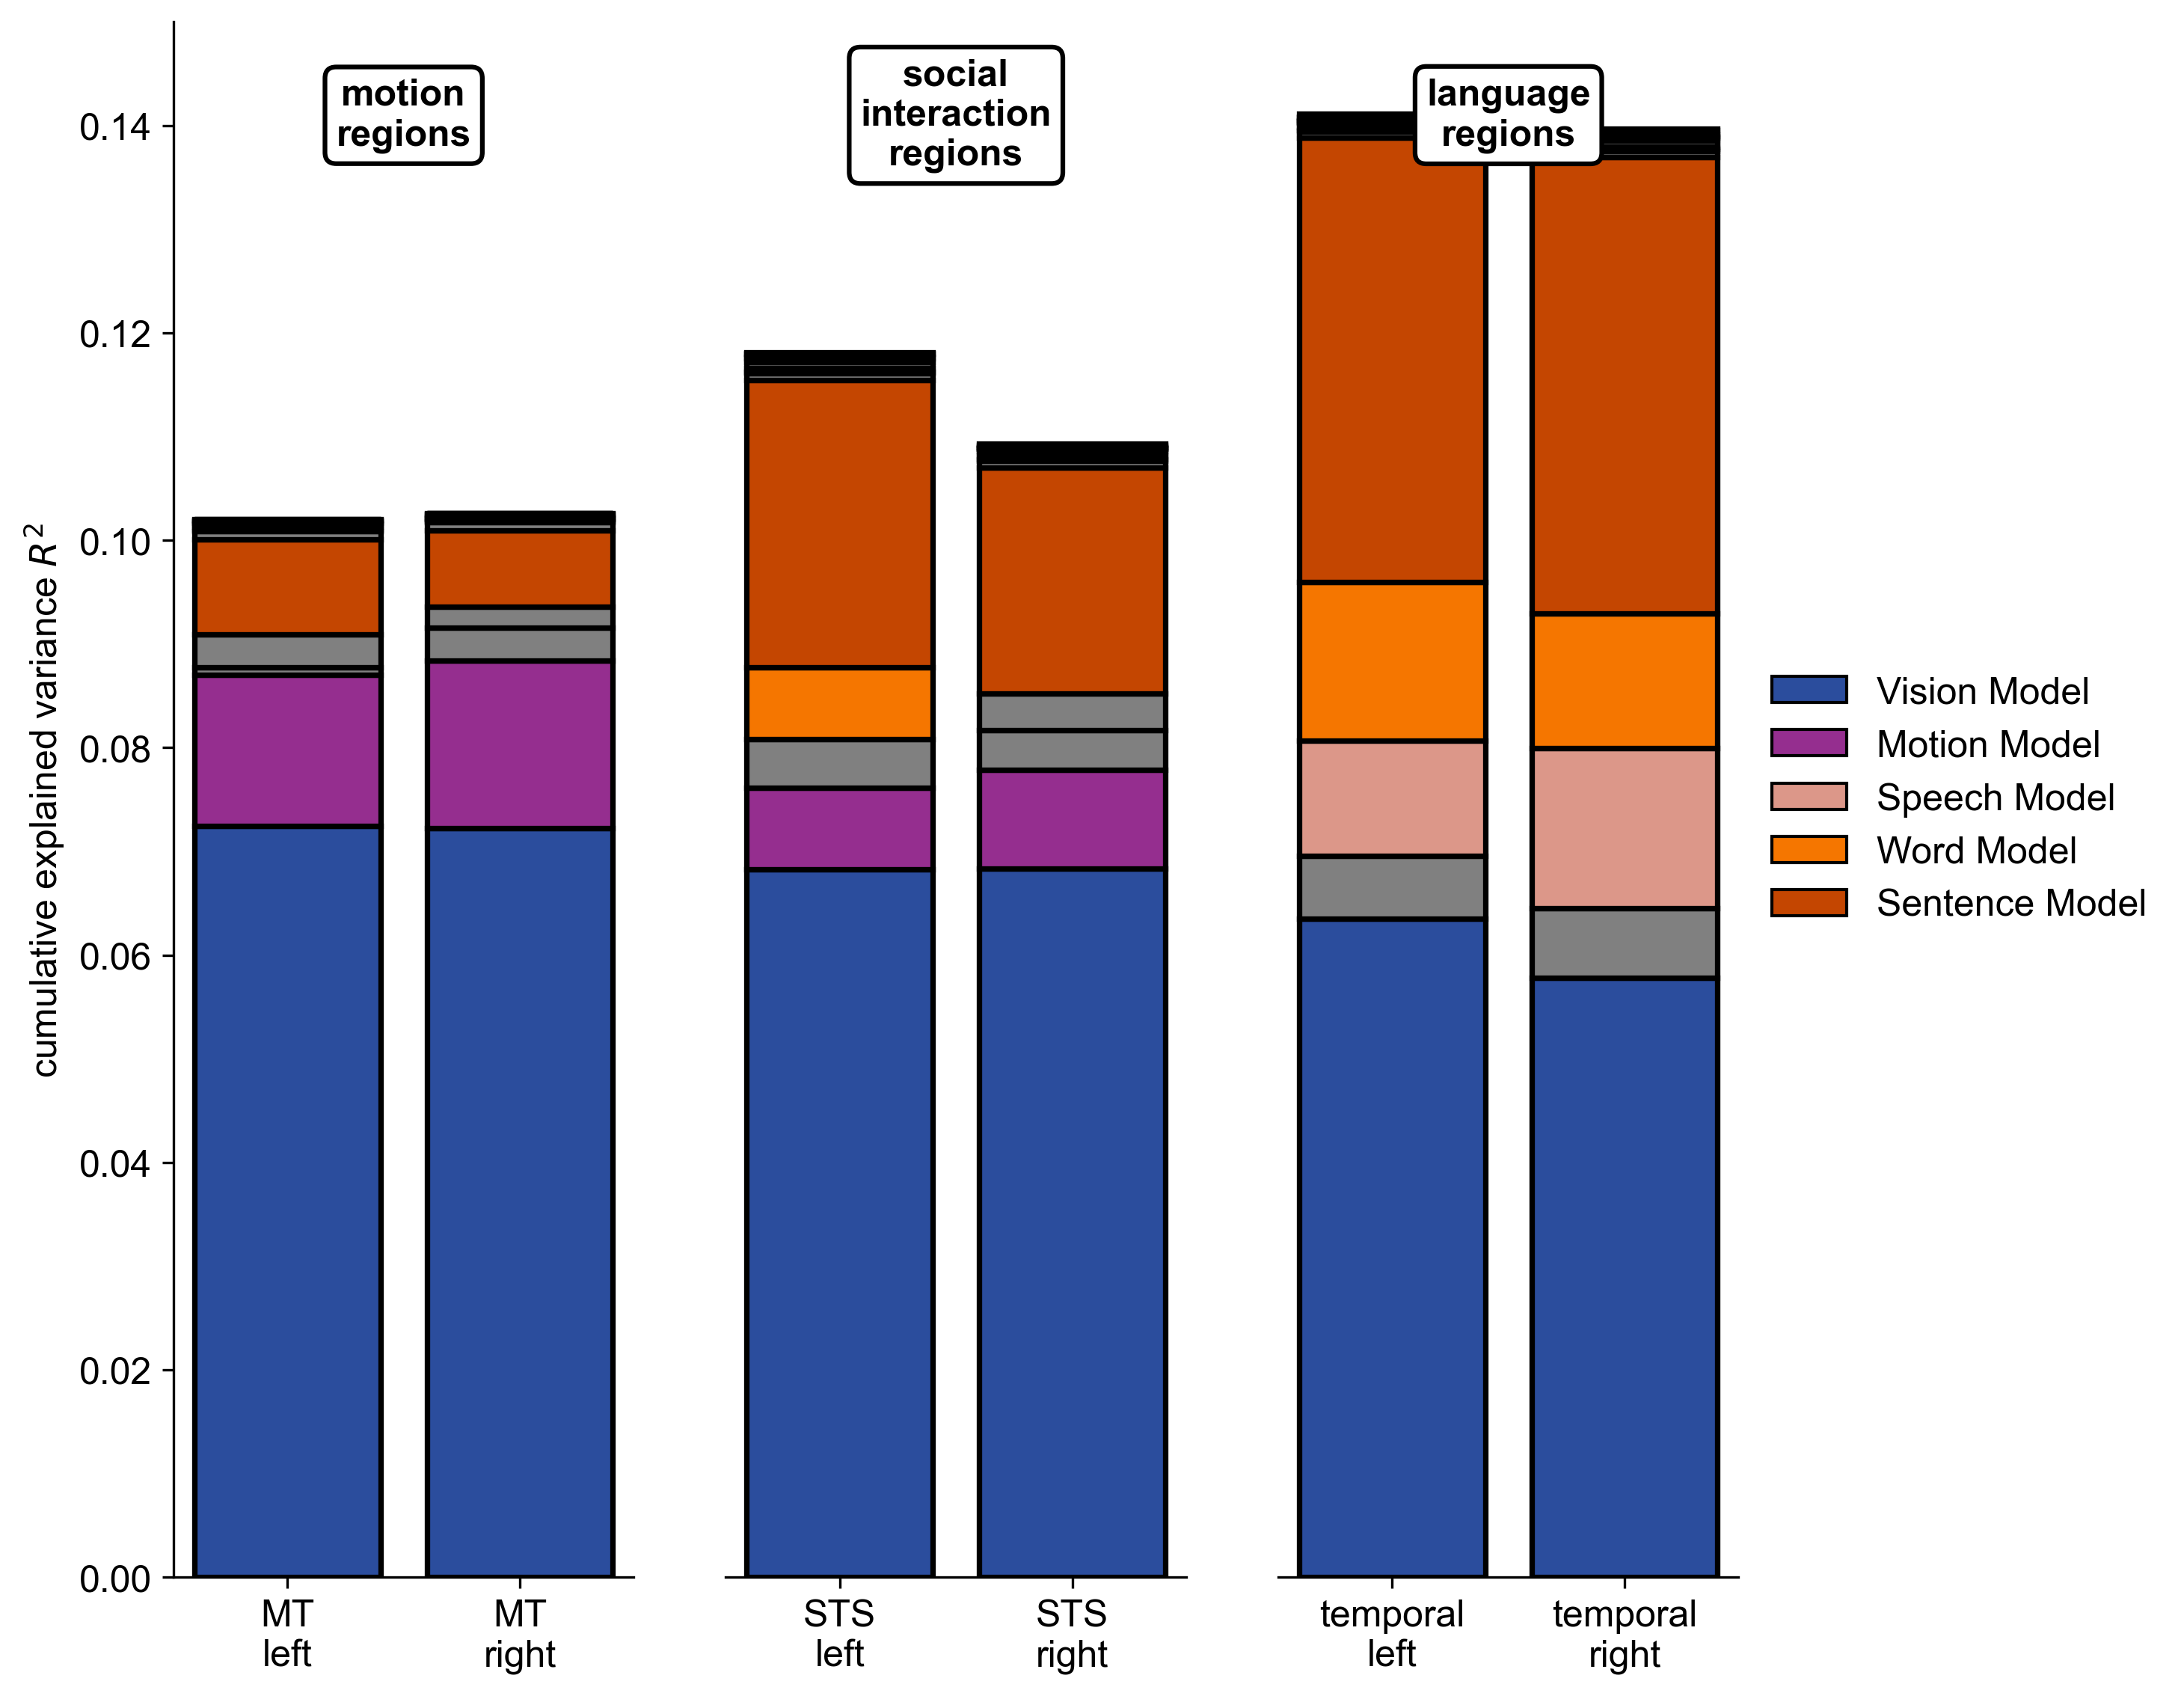 motion
regions
social
interaction
regions
language
regions
cumulative explained variance R²
0.14
0.12
0.10
0.08
0.06
0.04
0.02
0.00
MT
left
MT
right
STS
left
STS
right
temporal
left
temporal
right
Vision Model
Motion Model
Speech Model
Word Model
Sentence Model